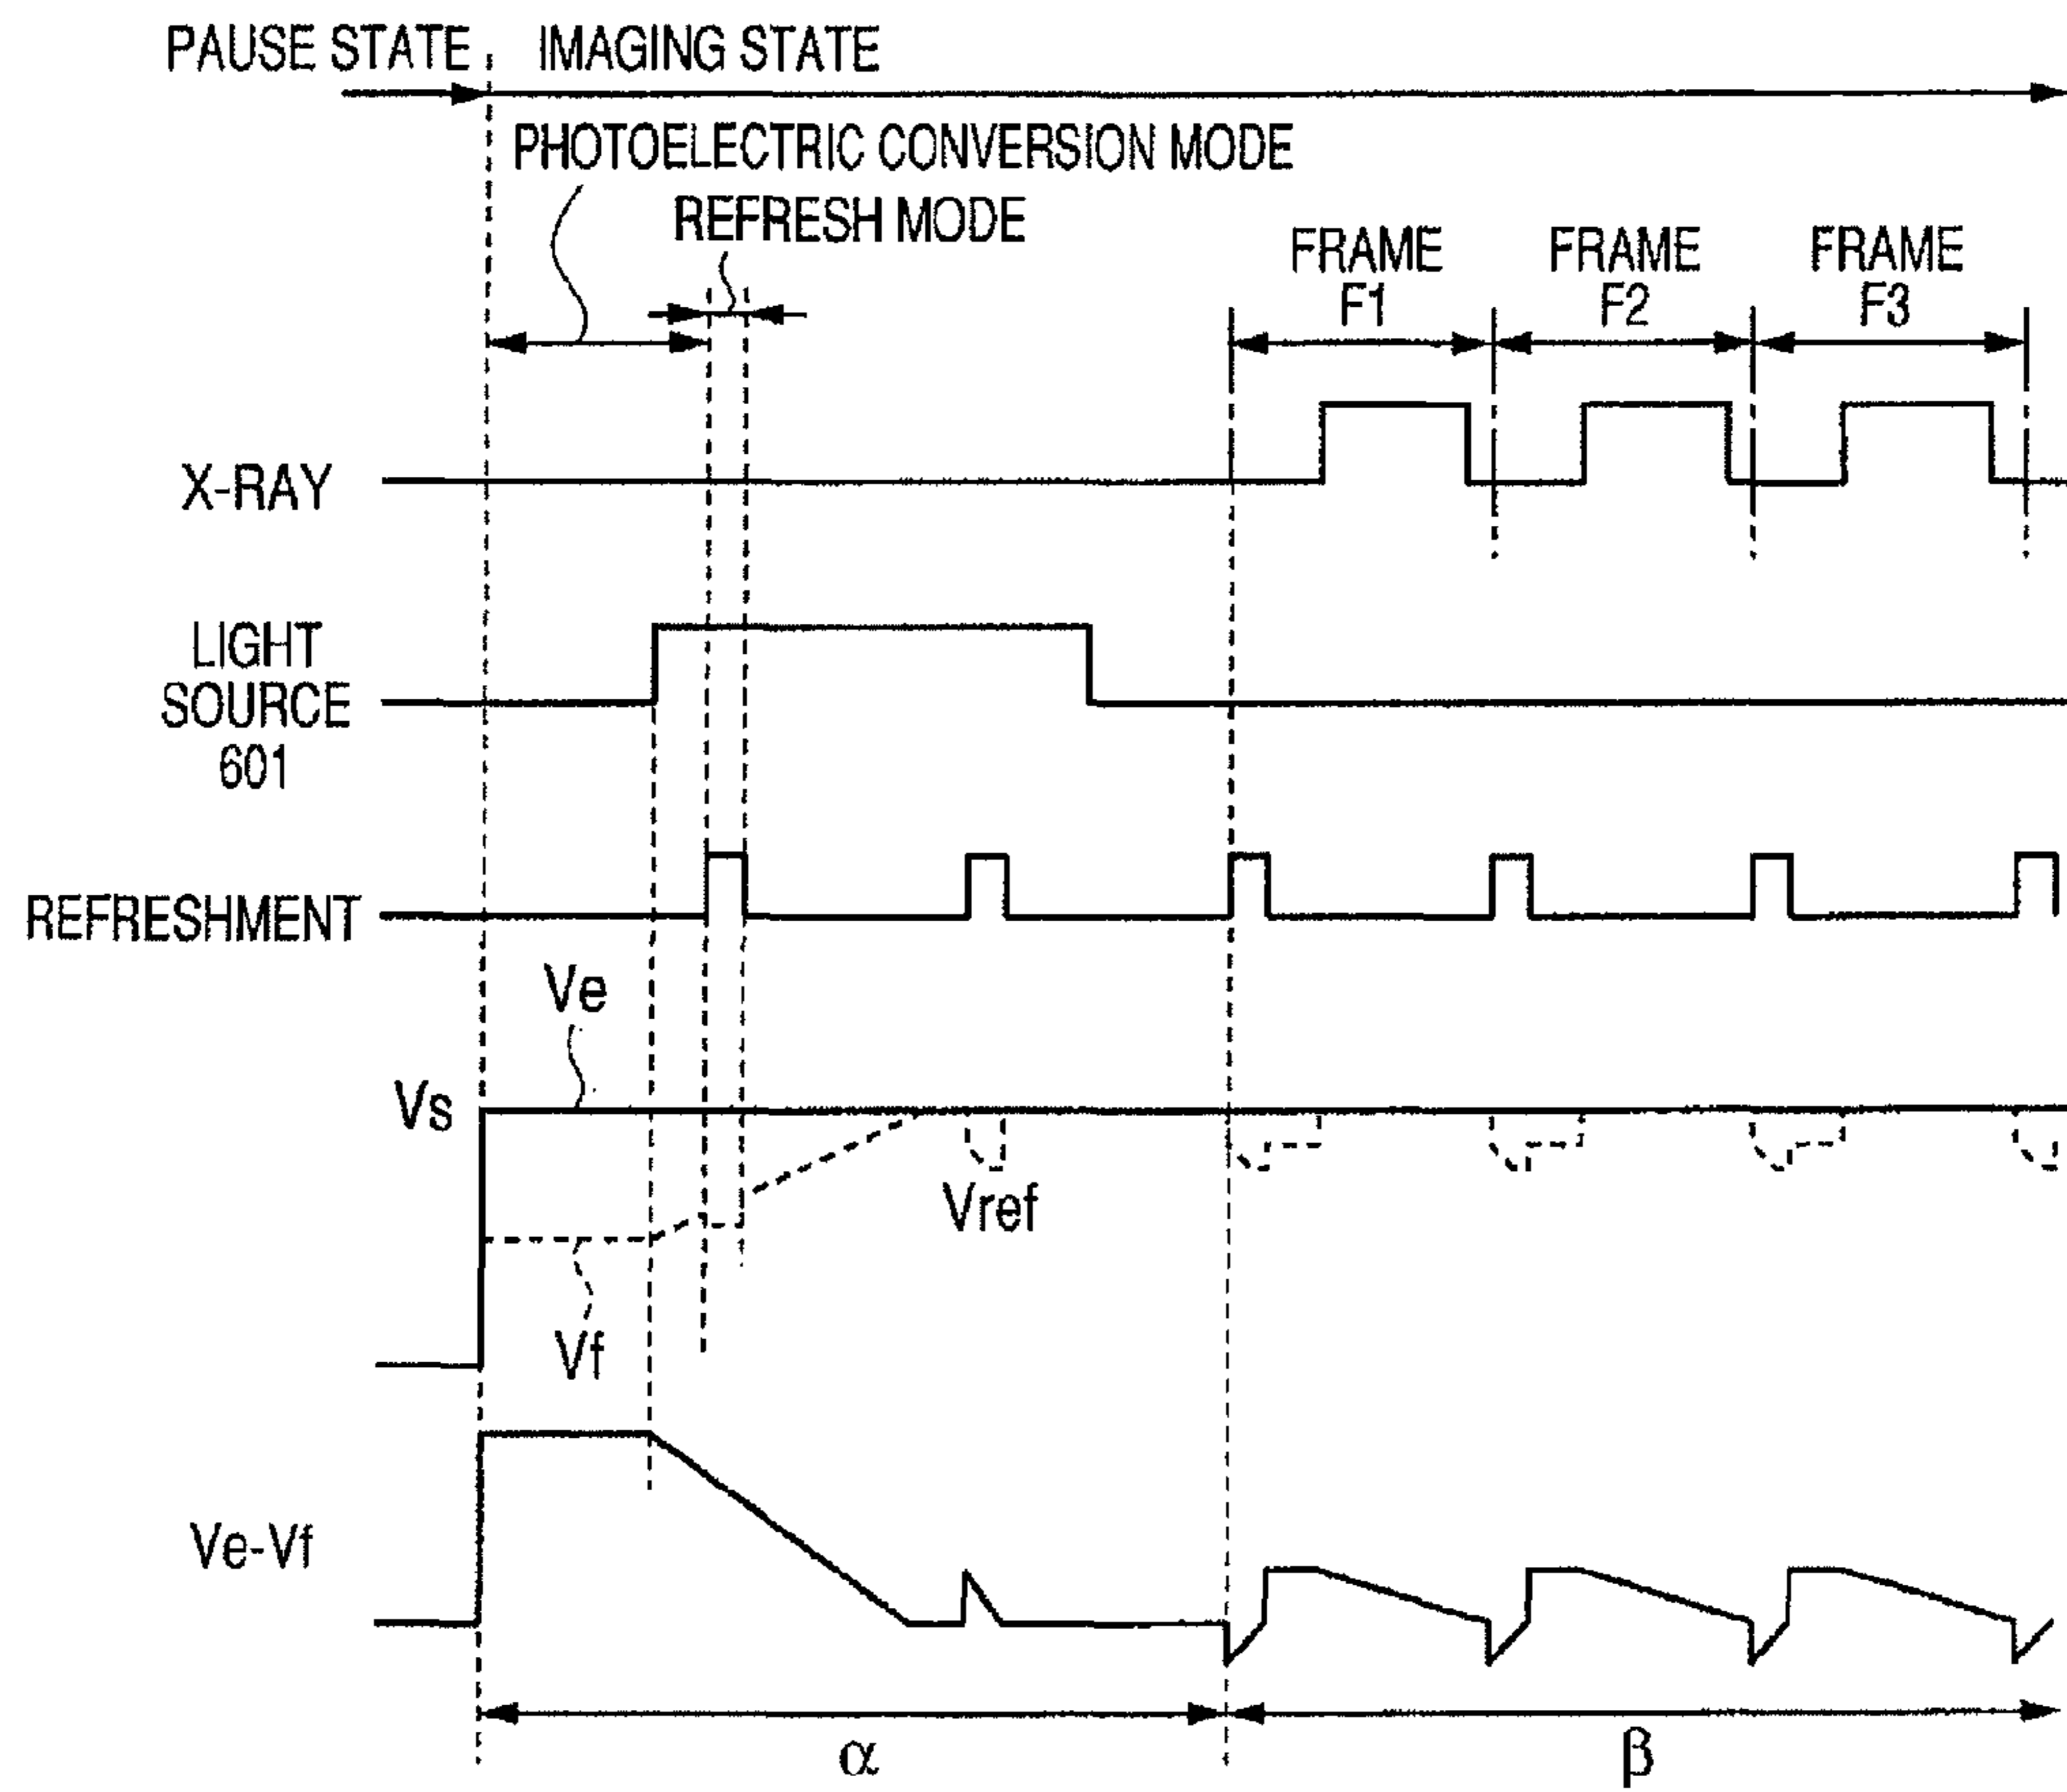 PAUSE STATE
IMAGING STATE
PHOTOELECTRIC CONVERSION MODE
REFRESH MODE
FRAME
F1
FRAME
F2
FRAME
F3
X-RAY
LIGHT
SOURCE
601
REFRESHMENT
Ve
Vs
Vref
Vf
Ve-Vf
α
β